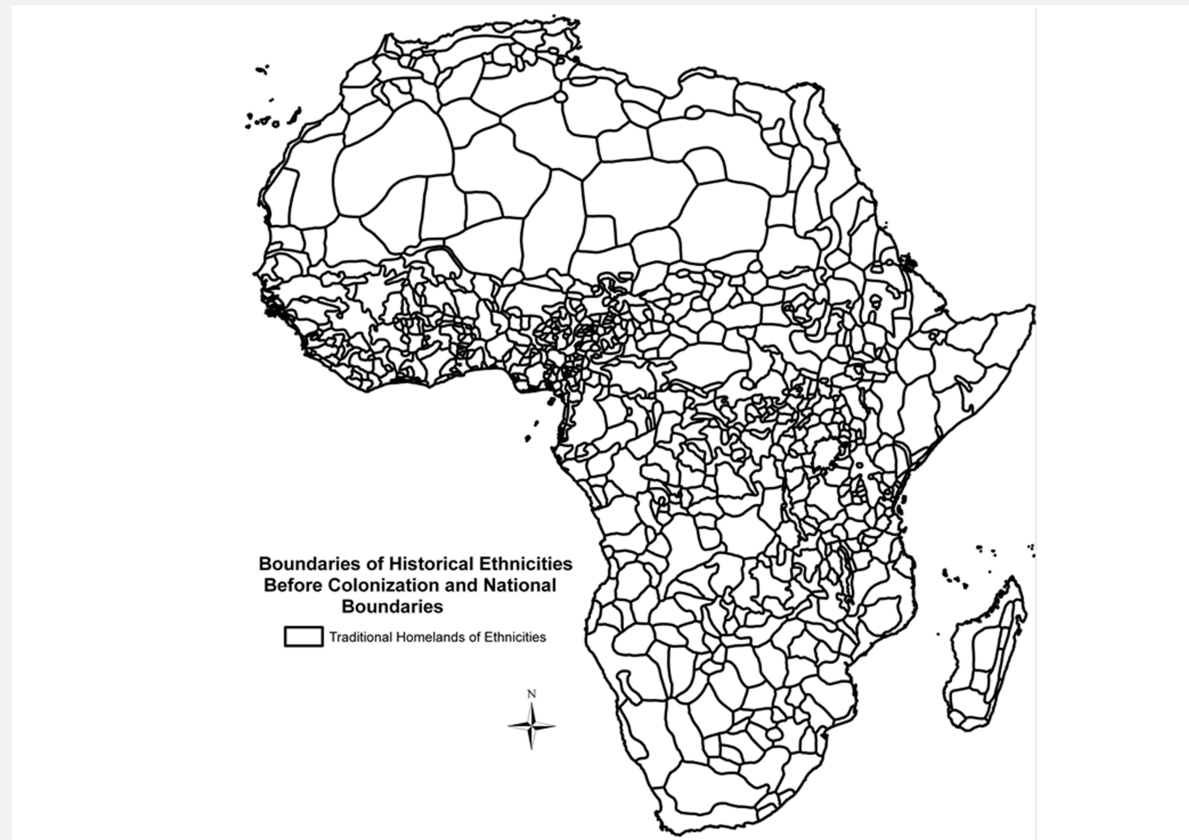 Boundaries of Historical Ethnicities
Before Colonization and National
Boundaries
Traditional Homelands of Ethnicities
N